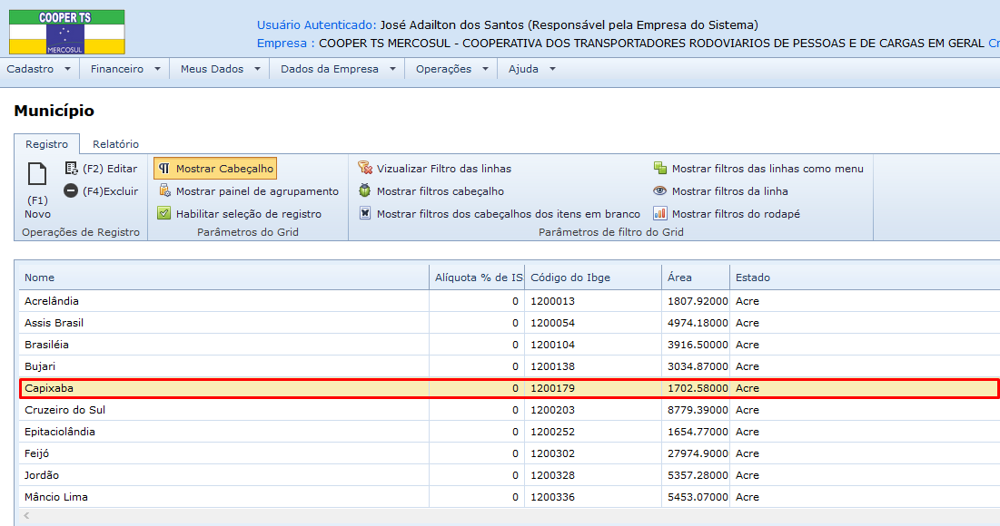 COOPER TS
MERCOSUL
Usuário Autenticado: José Adailton dos Santos (Responsável pela Empresa do Sistema)
Empresa : COOPER TS MERCOSUL - COOPERATIVA DOS TRANSPORTADORES RODOVIARIOS DE PESSOAS E DE CARGAS EM GERAL Cr
Cadastro Financeiro Meus Dados Dados da Empresa Operações Ajuda
Município
Registro Relatório
(F1) Novo
(F2) Editar
(F4)Excluir
Operações de Registro
Mostrar Cabeçalho
Mostrar painel de agrupamento
Habilitar seleção de registro
Parâmetros do Grid
Vizualizar Filtro das linhas
Mostrar filtros cabeçalho
Mostrar filtros dos cabeçalhos dos itens em branco
Mostrar filtros das linhas como menu
Mostrar filtros da linha
Mostrar filtros do rodapé
Parâmetros de filtro do Grid
Nome Alíquota % de IS Código do Ibge Área Estado
Acrelândia 0 1200013 1807.92000 Acre
Assis Brasil 0 1200054 4974.18000 Acre
Brasiléia 0 1200104 3916.50000 Acre
Bujari 0 1200138 3034.87000 Acre
Capixaba 0 1200179 1702.58000 Acre
Cruzeiro do Sul 0 1200203 8779.39000 Acre
Epitaciolândia 0 1200252 1654.77000 Acre
Feijó 0 1200302 27974.9000 Acre
Jordão 0 1200328 5357.28000 Acre
Mâncio Lima 0 1200336 5453.07000 Acre